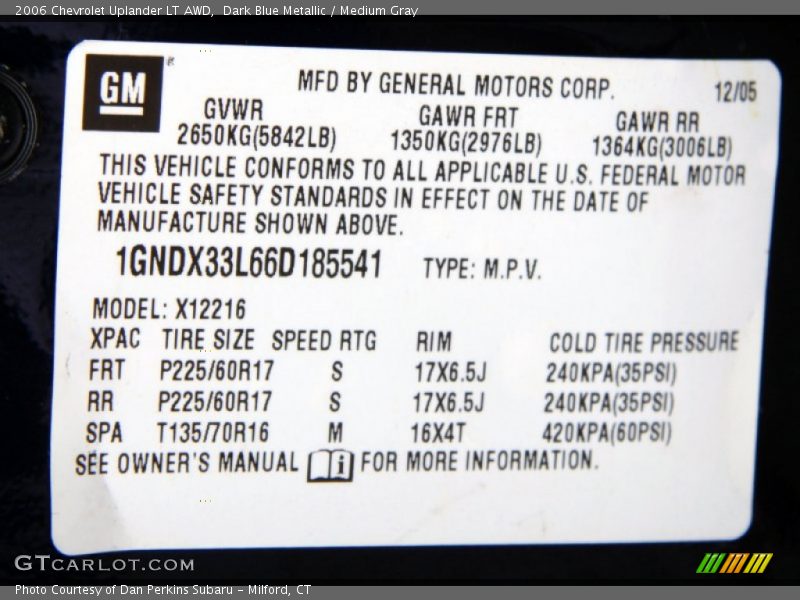 2006 Chevrolet Uplander LT AWD, Dark Blue Metallic / Medium Gray
GM ®
MFD BY GENERAL MOTORS CORP. 12/05
GVWR GAWR FRT GAWR RR
2650KG(5842LB) 1350KG(2976LB) 1364KG(3006LB)
THIS VEHICLE CONFORMS TO ALL APPLICABLE U.S. FEDERAL MOTOR
VEHICLE SAFETY STANDARDS IN EFFECT ON THE DATE OF
MANUFACTURE SHOWN ABOVE.
1GNDX33L66D185541 TYPE: M.P.V.
MODEL: X12216
XPAC TIRE SIZE SPEED RTG RIM COLD TIRE PRESSURE
FRT P225/60R17 S 17X6.5J 240KPA(35PSI)
RR P225/60R17 S 17X6.5J 240KPA(35PSI)
SPA T135/70R16 M 16X4T 420KPA(60PSI)
SEE OWNER'S MANUAL i FOR MORE INFORMATION.
GTCARLOT.COM
Photo Courtesy of Dan Perkins Subaru - Milford, CT